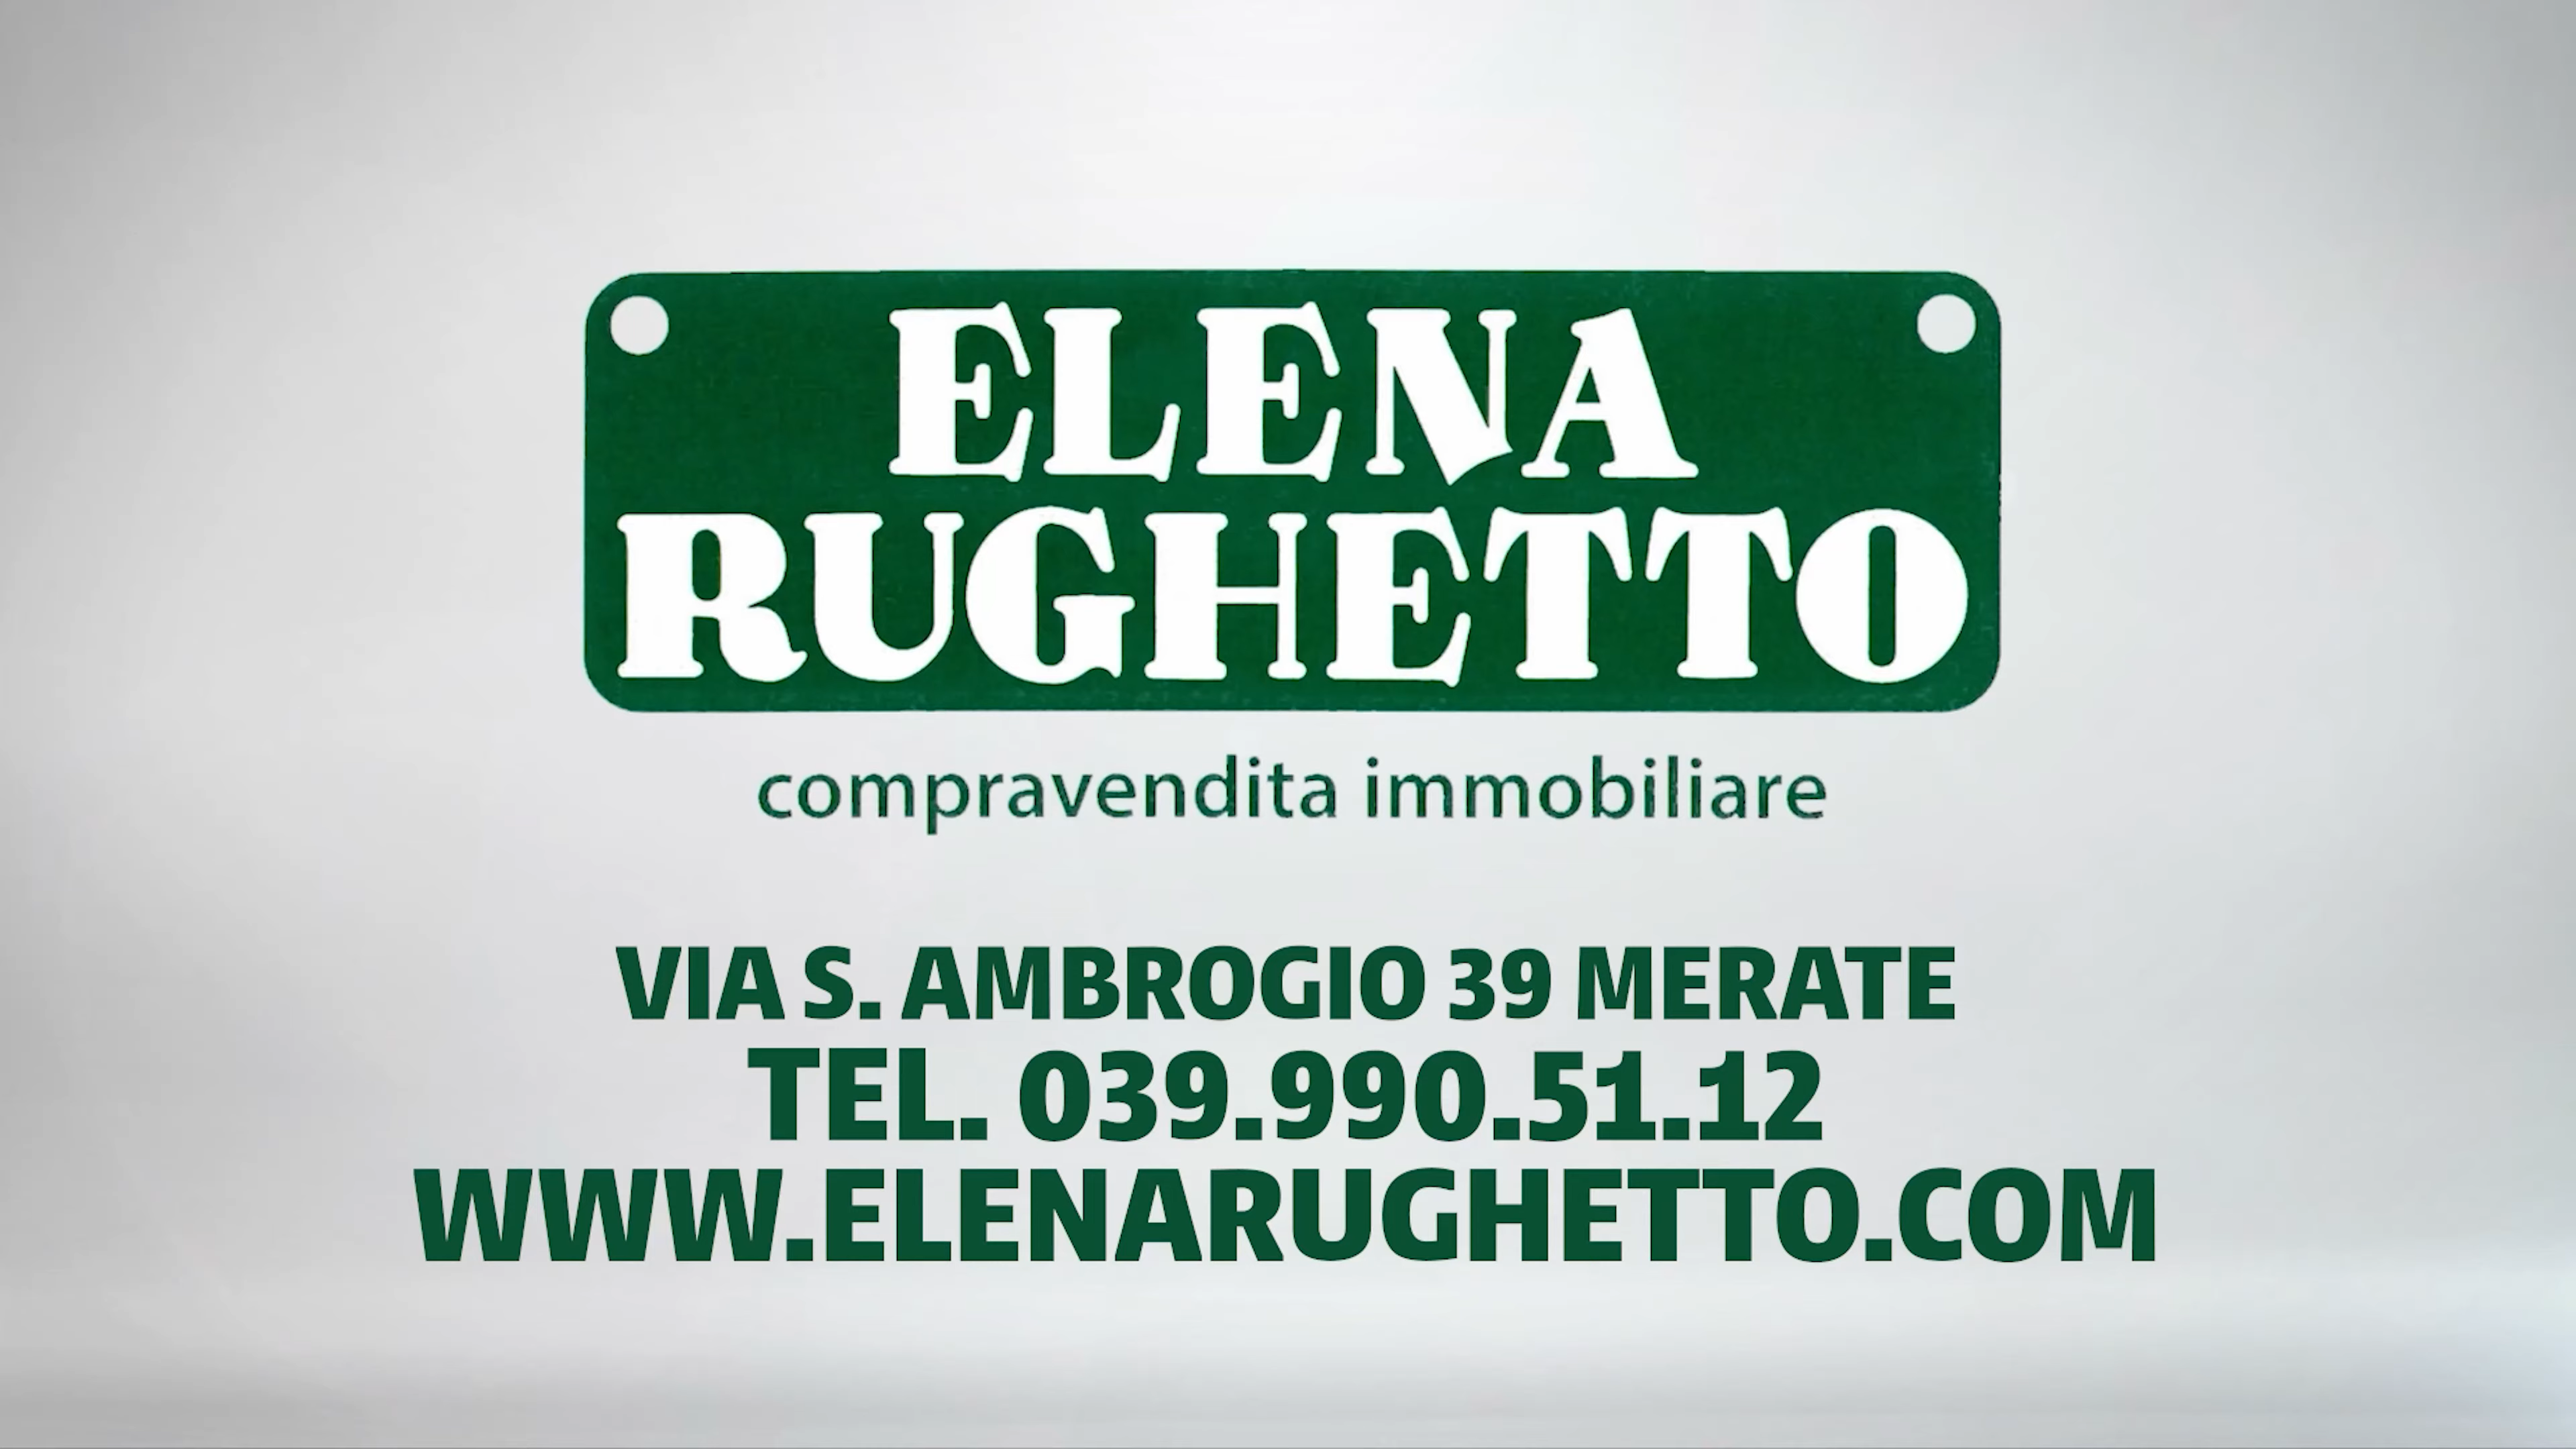 ELENA
RUGHETTO
compravendita immobiliare
VIA S. AMBROGIO 39 MERATE
TEL. 039.990.51.12
WWW.ELENARUGHETTO.COM